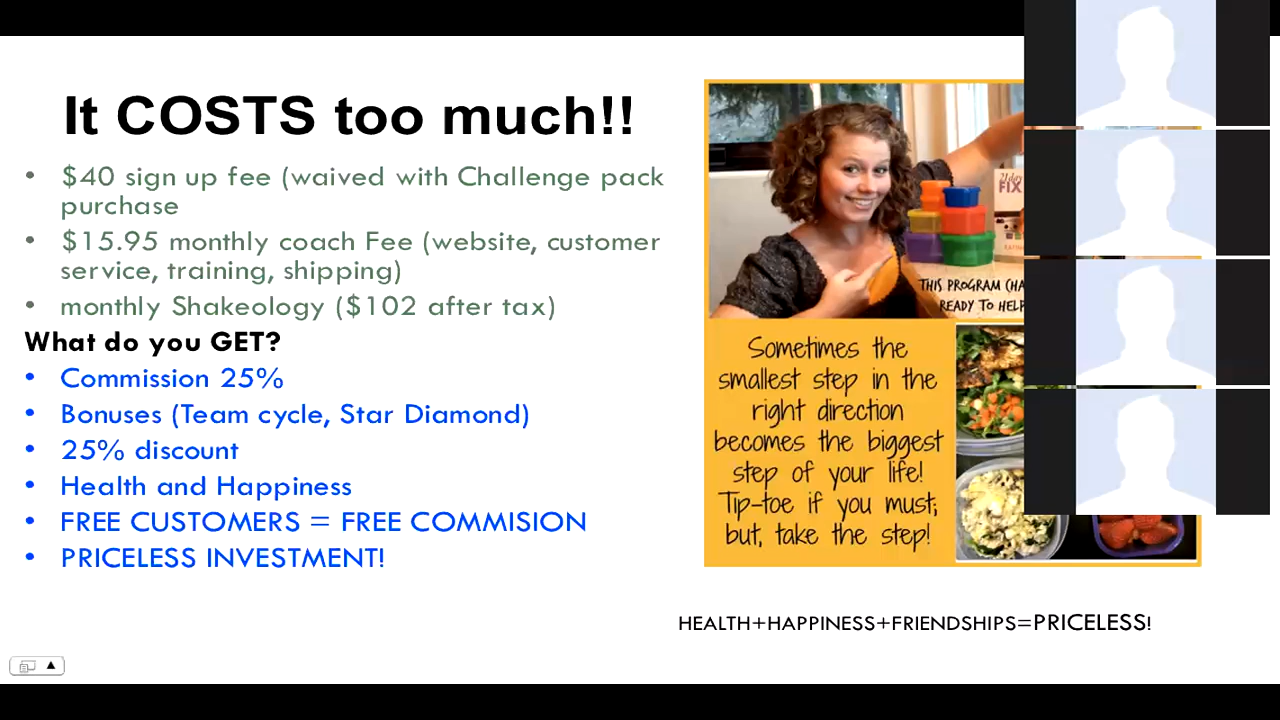 It COSTS too much!!
• $40 sign up fee (waived with Challenge pack
purchase
• $15.95 monthly coach Fee (website, customer
service, training, shipping)
• monthly Shakeology ($102 after tax)
What do you GET?
• Commission 25%
• Bonuses (Team cycle, Star Diamond)
• 25% discount
• Health and Happiness
• FREE CUSTOMERS = FREE COMMISION
• PRICELESS INVESTMENT!
21 day
FIX
THIS PROGRAM
READY TO
Sometimes the
smallest step in the
right direction
becomes the biggest
step of your life!
Tip-toe if you must;
but, take the step!
HEALTH+HAPPINESS+FRIENDSHIPS=PRICELESS!